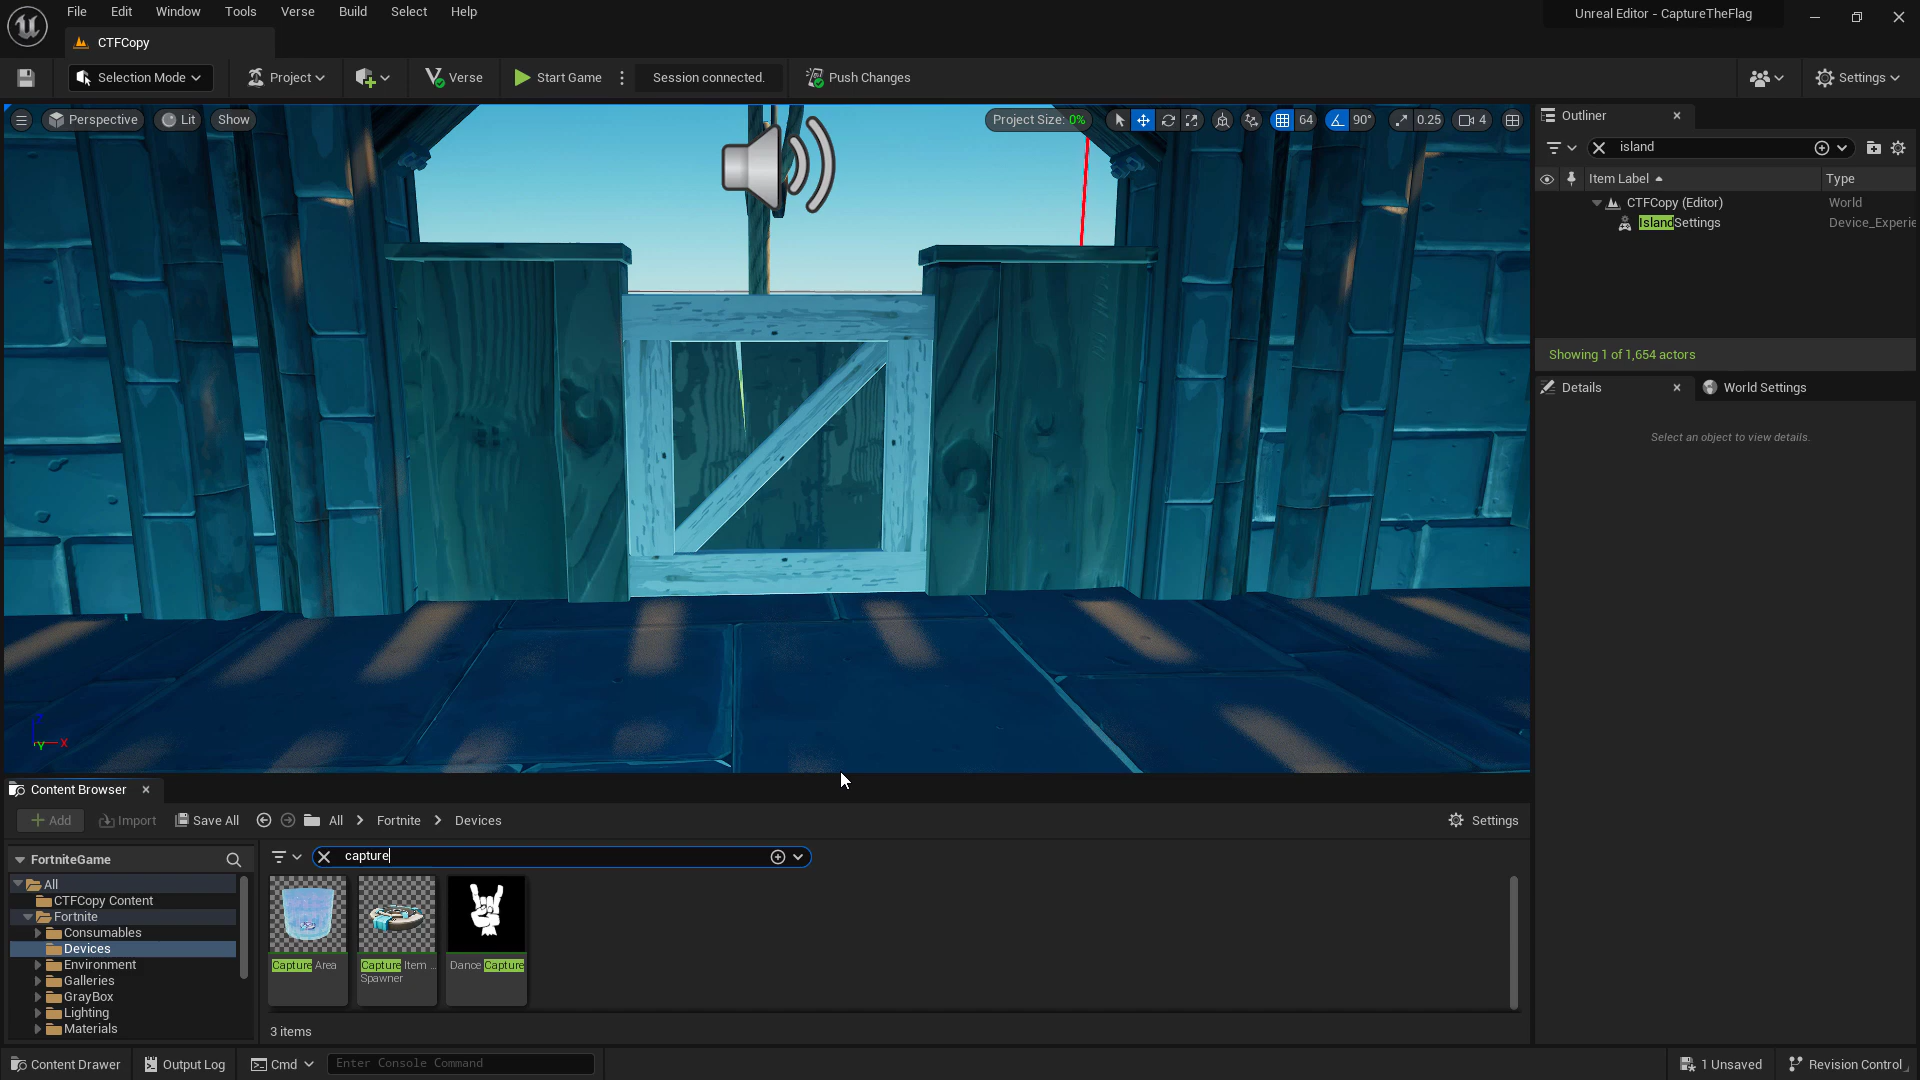 File Edit Window Tools Verse Build Select Help
Unreal Editor - CaptureTheFlag
CTFCopy
Selection Mode
Project
Verse
Start Game
Session connected.
Push Changes
Settings
Perspective
Lit
Show
Project Size: 0%
64
90°
0.25
4
Outliner
island
Item Label
Type
CTFCopy (Editor)
World
IslandSettings
Device_Experie
Showing 1 of 1,654 actors
Details
World Settings
Select an object to view details.
X
Y
Content Browser
Add
Import
Save All
All
Fortnite
Devices
Settings
FortniteGame
capture
All
CTFCopy Content
Fortnite
Consumables
Devices
Environment
Galleries
GrayBox
Lighting
Materials
Capture Area
Capture Item ...
Spawner
Dance Capture
3 items
Content Drawer
Output Log
Cmd
Enter Console Command
1 Unsaved
Revision Control